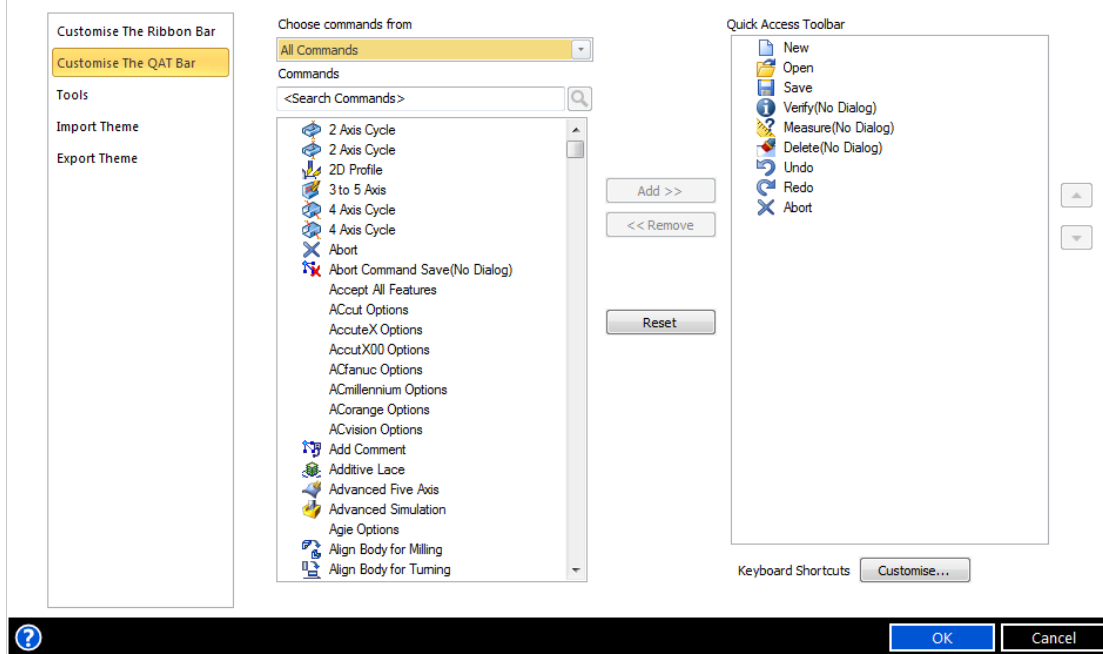 Customise The Ribbon Bar
Customise The QAT Bar
Tools
Import Theme
Export Theme
Choose commands from
All Commands
Commands
<Search Commands>
2 Axis Cycle
2 Axis Cycle
2D Profile
3 to 5 Axis
4 Axis Cycle
4 Axis Cycle
Abort
Abort Command Save(No Dialog)
Accept All Features
ACcut Options
AccuteX Options
AccutX00 Options
ACfanuc Options
ACmillennium Options
ACorange Options
ACvision Options
Add Comment
Additive Lace
Advanced Five Axis
Advanced Simulation
Agie Options
Align Body for Milling
Align Body for Turning
Add >>
<< Remove
Reset
Quick Access Toolbar
New
Open
Save
Verify(No Dialog)
Measure(No Dialog)
Delete(No Dialog)
Undo
Redo
Abort
Keyboard Shortcuts
Customise...
OK
Cancel